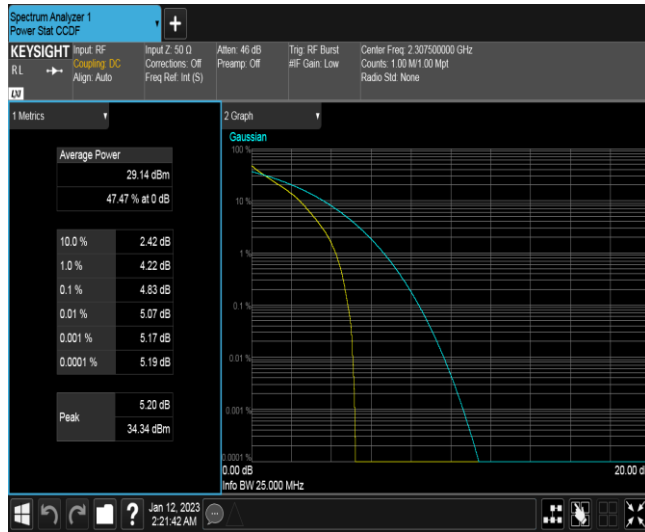 Spectrum Analyzer 1
Power Stat CCDF
+
KEYSIGHT
RL
LXI
Input: RF
Coupling: DC
Align: Auto
Input Z: 50 Ω
Corrections: Off
Freq Ref: Int (S)
Atten: 46 dB
Preamp: Off
Trig: RF Burst
#IF Gain: Low
Center Freq: 2.307500000 GHz
Counts: 1.00 M/1.00 Mpt
Radio Std: None
1 Metrics
Average Power
29.14 dBm
47.47 % at 0 dB
10.0 % 2.42 dB
1.0 % 4.22 dB
0.1 % 4.83 dB
0.01 % 5.07 dB
0.001 % 5.17 dB
0.0001 % 5.19 dB
Peak
5.20 dB
34.34 dBm
2 Graph
Gaussian
100 %
10 %
1 %
0.1 %
0.01 %
0.001 %
0.0001 %
0.00 dB 20.00 d
Info BW 25.000 MHz
?
Jan 12, 2023
2:21:42 AM